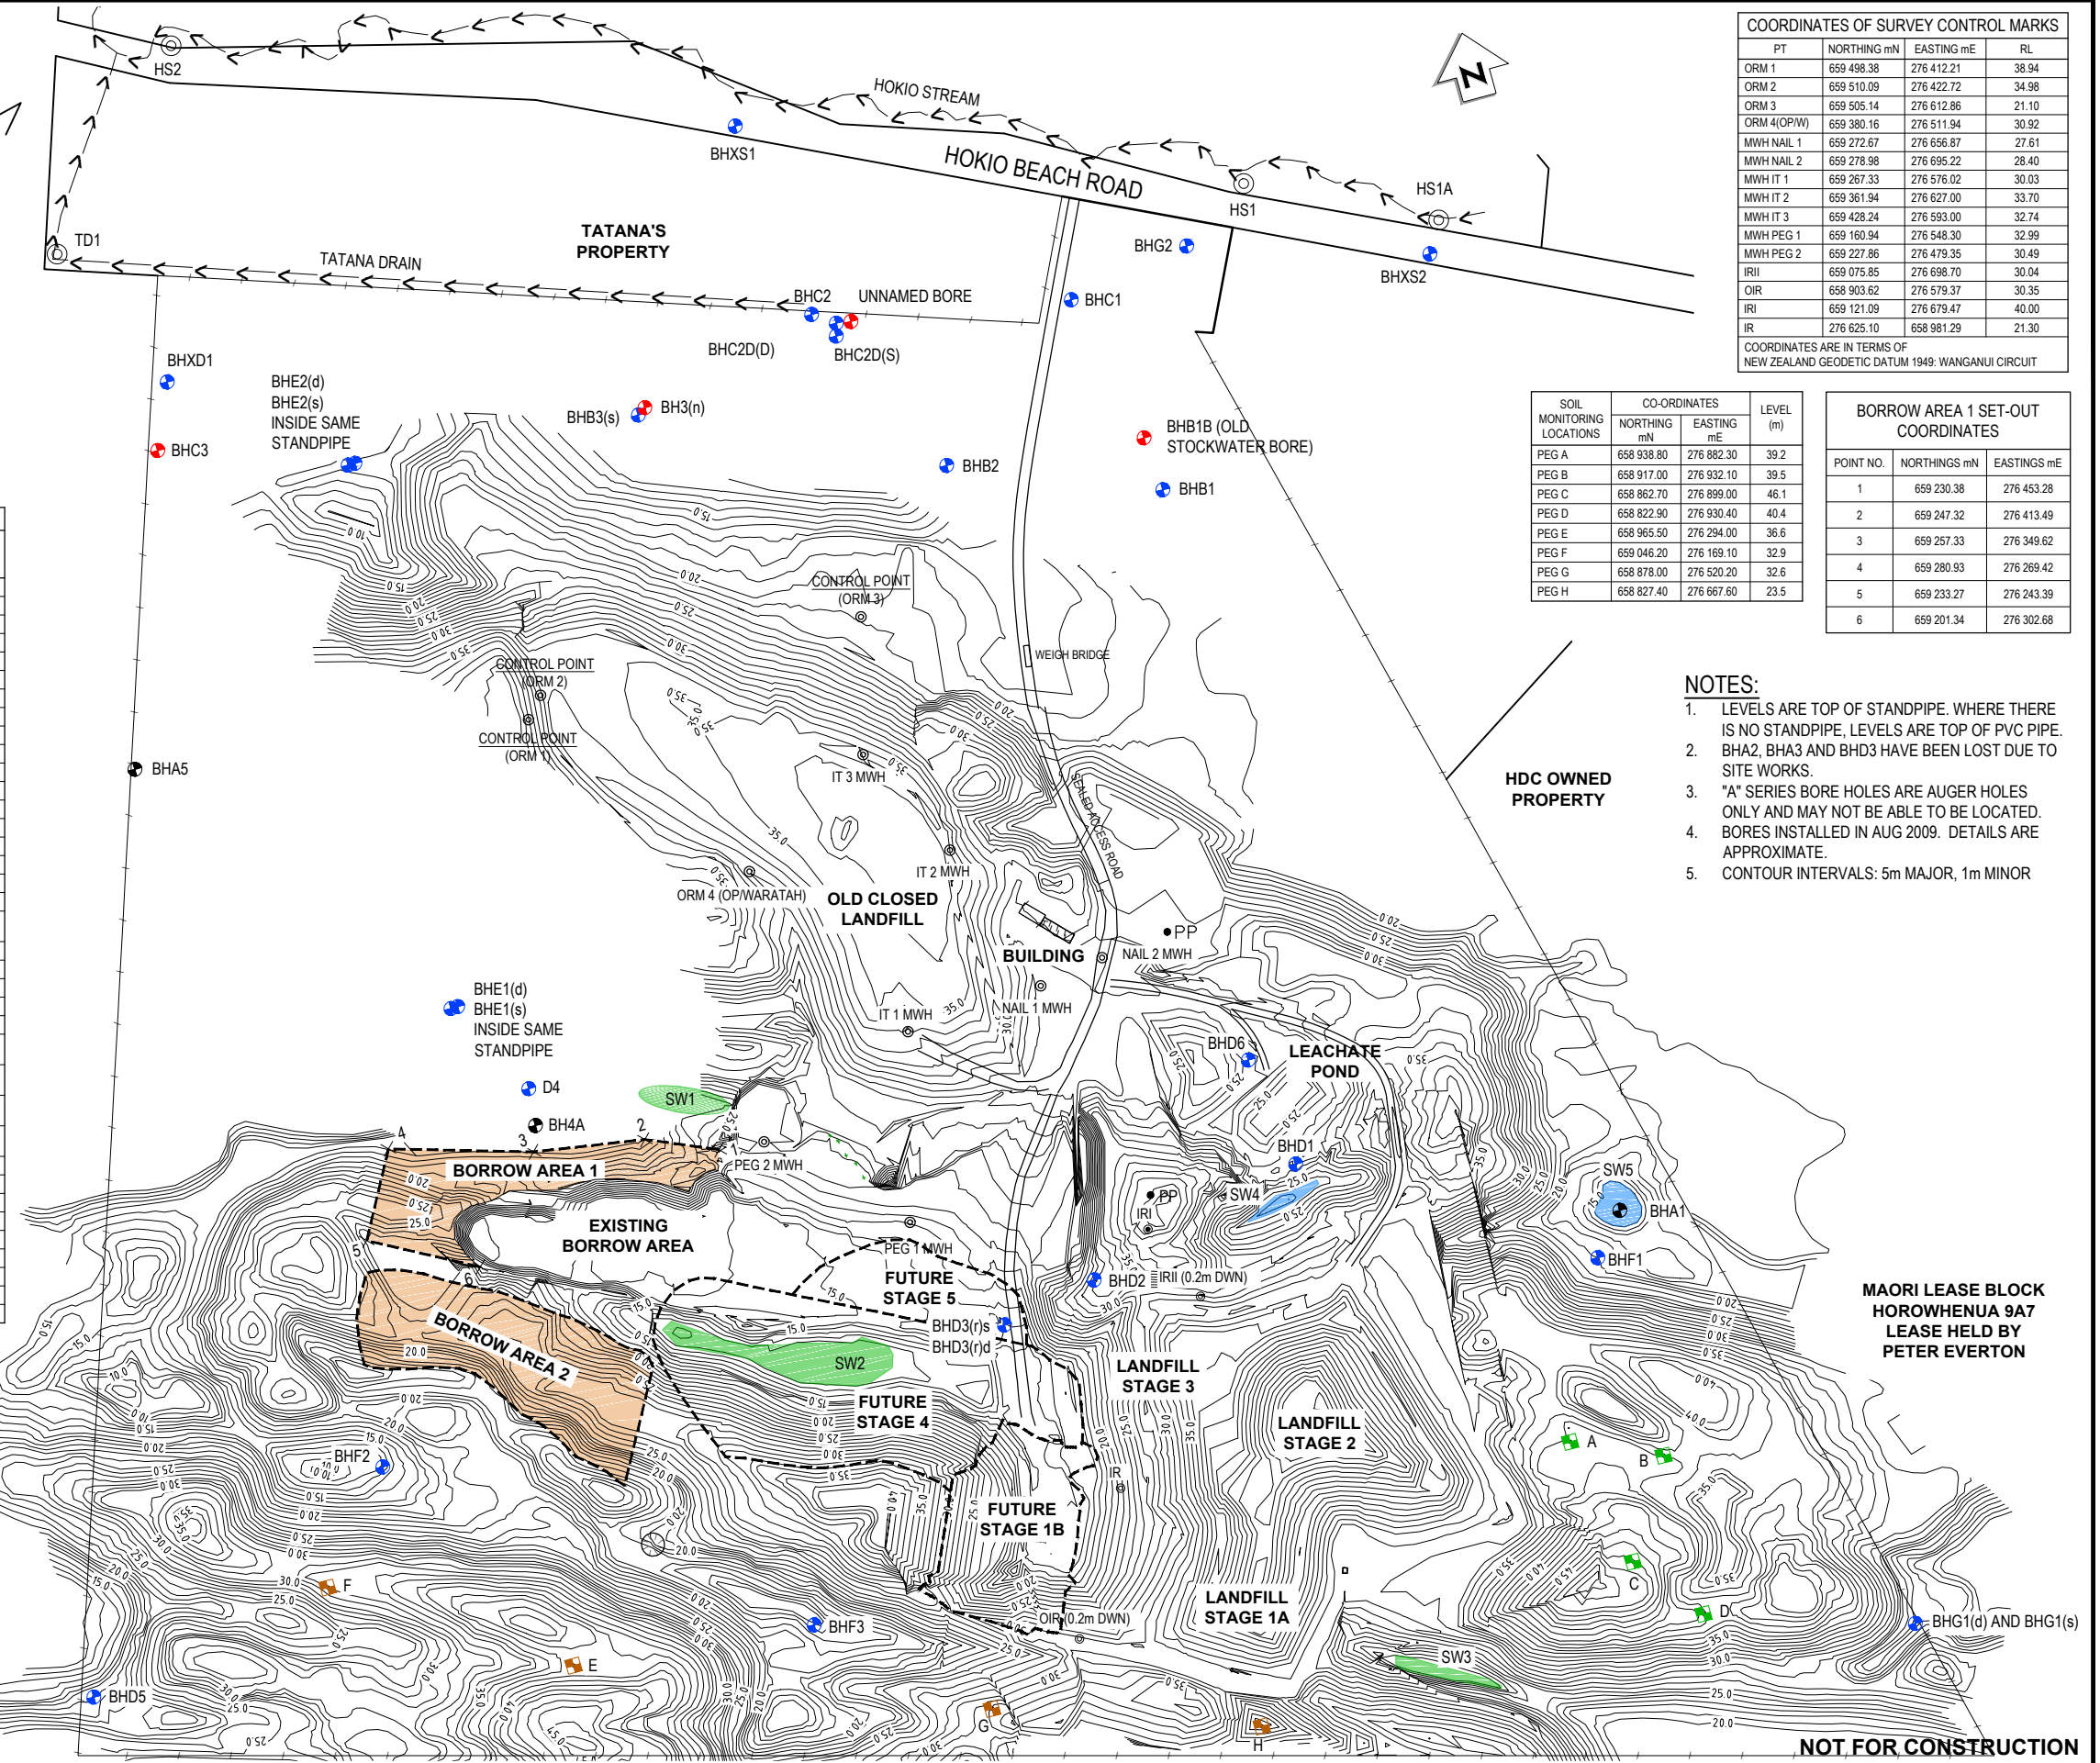 COORDINATES OF SURVEY CONTROL MARKS
PT NORTHING mN EASTING mE RL
ORM 1 659 498.38 276 412.21 38.94
ORM 2 659 510.09 276 422.72 34.98
ORM 3 659 505.14 276 612.86 21.10
ORM 4(OP/W) 659 380.16 276 511.94 30.92
MWH NAIL 1 659 272.67 276 656.87 27.61
MWH NAIL 2 659 278.98 276 695.22 28.40
MWH IT 1 659 267.33 276 576.02 30.03
MWH IT 2 659 361.94 276 627.00 33.70
MWH IT 3 659 428.24 276 593.00 32.74
MWH PEG 1 659 160.94 276 548.30 32.99
MWH PEG 2 659 227.86 276 479.35 30.49
IRII 659 075.85 276 698.70 30.04
OIR 658 903.62 276 579.37 30.35
IRI 659 121.09 276 679.47 40.00
IR 276 625.10 658 981.29 21.30
COORDINATES ARE IN TERMS OF
NEW ZEALAND GEODETIC DATUM 1949: WANGANUI CIRCUIT
SOIL MONITORING LOCATIONS CO-ORDINATES LEVEL (m)
NORTHING mN EASTING mE
PEG A 658 938.80 276 882.30 39.2
PEG B 658 917.00 276 932.10 39.5
PEG C 658 862.70 276 899.00 46.1
PEG D 658 822.90 276 930.40 40.4
PEG E 658 965.50 276 294.00 36.6
PEG F 659 046.20 276 169.10 32.9
PEG G 658 878.00 276 520.20 32.6
PEG H 658 827.40 276 667.60 23.5
BORROW AREA 1 SET-OUT
COORDINATES
POINT NO. NORTHINGS mN EASTINGS mE
1 659 230.38 276 453.28
2 659 247.32 276 413.49
3 659 257.33 276 349.62
4 659 280.93 276 269.42
5 659 233.27 276 243.39
6 659 201.34 276 302.68
NOTES:
1. LEVELS ARE TOP OF STANDPIPE. WHERE THERE
IS NO STANDPIPE, LEVELS ARE TOP OF PVC PIPE.
2. BHA2, BHA3 AND BHD3 HAVE BEEN LOST DUE TO
SITE WORKS.
3. "A" SERIES BORE HOLES ARE AUGER HOLES
ONLY AND MAY NOT BE ABLE TO BE LOCATED.
4. BORES INSTALLED IN AUG 2009. DETAILS ARE
APPROXIMATE.
5. CONTOUR INTERVALS: 5m MAJOR, 1m MINOR
N
HS2
HOKIO STREAM
BHXS1
HOKIO BEACH ROAD
HS1
HS1A
BHXS2
TD1
TATANA'S
PROPERTY
TATANA DRAIN
BHG2
BHC2
UNNAMED BORE
BHC1
BHC2D(D)
BHC2D(S)
BHXD1
BHE2(d)
BHE2(s)
INSIDE SAME
STANDPIPE
BHB3(s)
BH3(n)
BHC3
BHB2
BHB1B (OLD
STOCKWATER BORE)
BHB1
CONTROL POINT
(ORM 3)
CONTROL POINT
(ORM 2)
CONTROL POINT
(ORM 1)
WEIGH BRIDGE
BHA5
IT 3 MWH
SEALED ACCESS ROAD
HDC OWNED
PROPERTY
IT 2 MWH
ORM 4 (OP/WARATAH)
OLD CLOSED
LANDFILL
BUILDING
PP
NAIL 2 MWH
NAIL 1 MWH
IT 1 MWH
BHE1(d)
BHE1(s)
INSIDE SAME
STANDPIPE
D4
BH4A
SW1
BHD6
LEACHATE
POND
4
3
2
BORROW AREA 1
PEG 2 MWH
BHD1
SW4
PP
IRI
SW5
BHA1
BHF1
1
5
6
EXISTING
BORROW AREA
PEG 1 MWH
FUTURE
STAGE 5
BHD2
IRII (0.2m DWN)
BORROW AREA 2
BHD3(r)s
BHD3(r)d
SW2
FUTURE
STAGE 4
LANDFILL
STAGE 3
LANDFILL
STAGE 2
MAORI LEASE BLOCK
HOROWHENUA 9A7
LEASE HELD BY
PETER EVERTON
A
B
BHF2
IR
FUTURE
STAGE 1B
F
C
D
LANDFILL
STAGE 1A
OIR (0.2m DWN)
BHF3
E
SW3
BHG1(d) AND BHG1(s)
BHD5
G
H
NOT FOR CONSTRUCTION